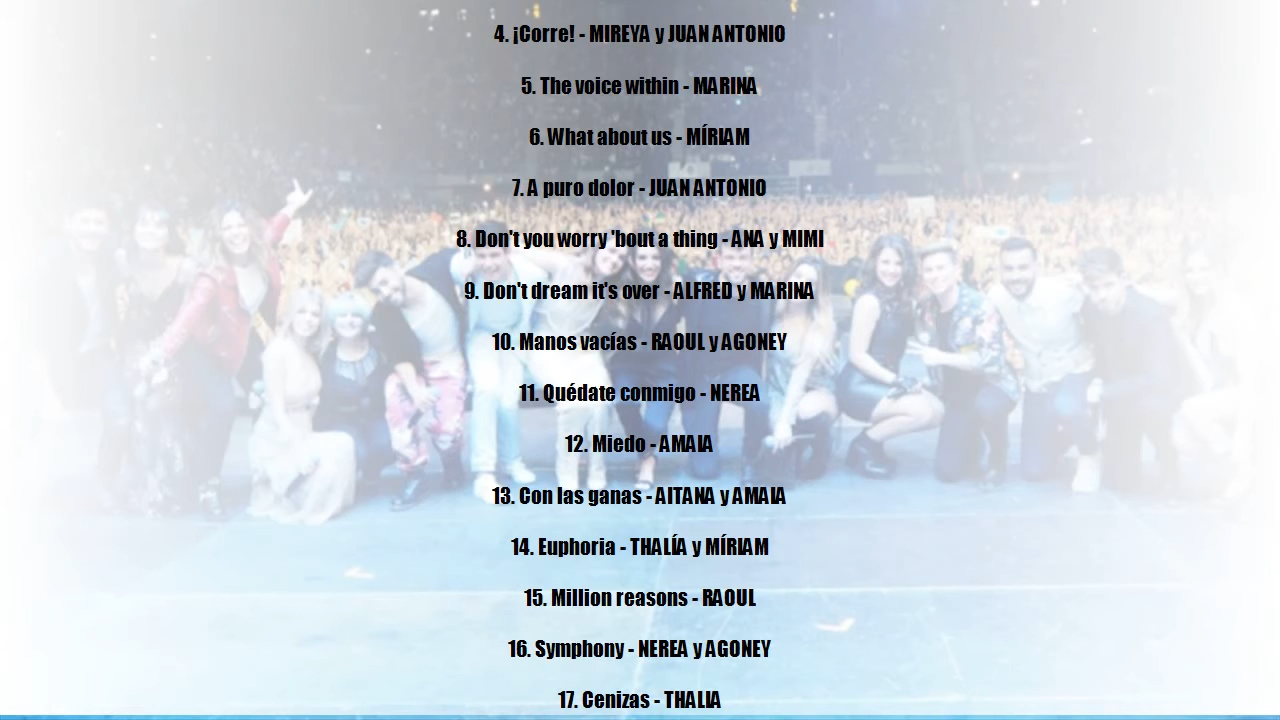 4. ¡Corre! - MIREYA y JUAN ANTONIO
5. The voice within - MARINA
6. What about us - MÍRIAM
7. A puro dolor - JUAN ANTONIO
8. Don't you worry 'bout a thing - ANA y MIMI
9. Don't dream it's over - ALFRED y MARINA
10. Manos vacías - RAOUL y AGONEY
11. Quédate conmigo - NEREA
12. Miedo - AMAIA
13. Con las ganas - AITANA y AMAIA
14. Euphoria - THALÍA y MÍRIAM
15. Million reasons - RAOUL
16. Symphony - NEREA y AGONEY
17. Cenizas - THALIA